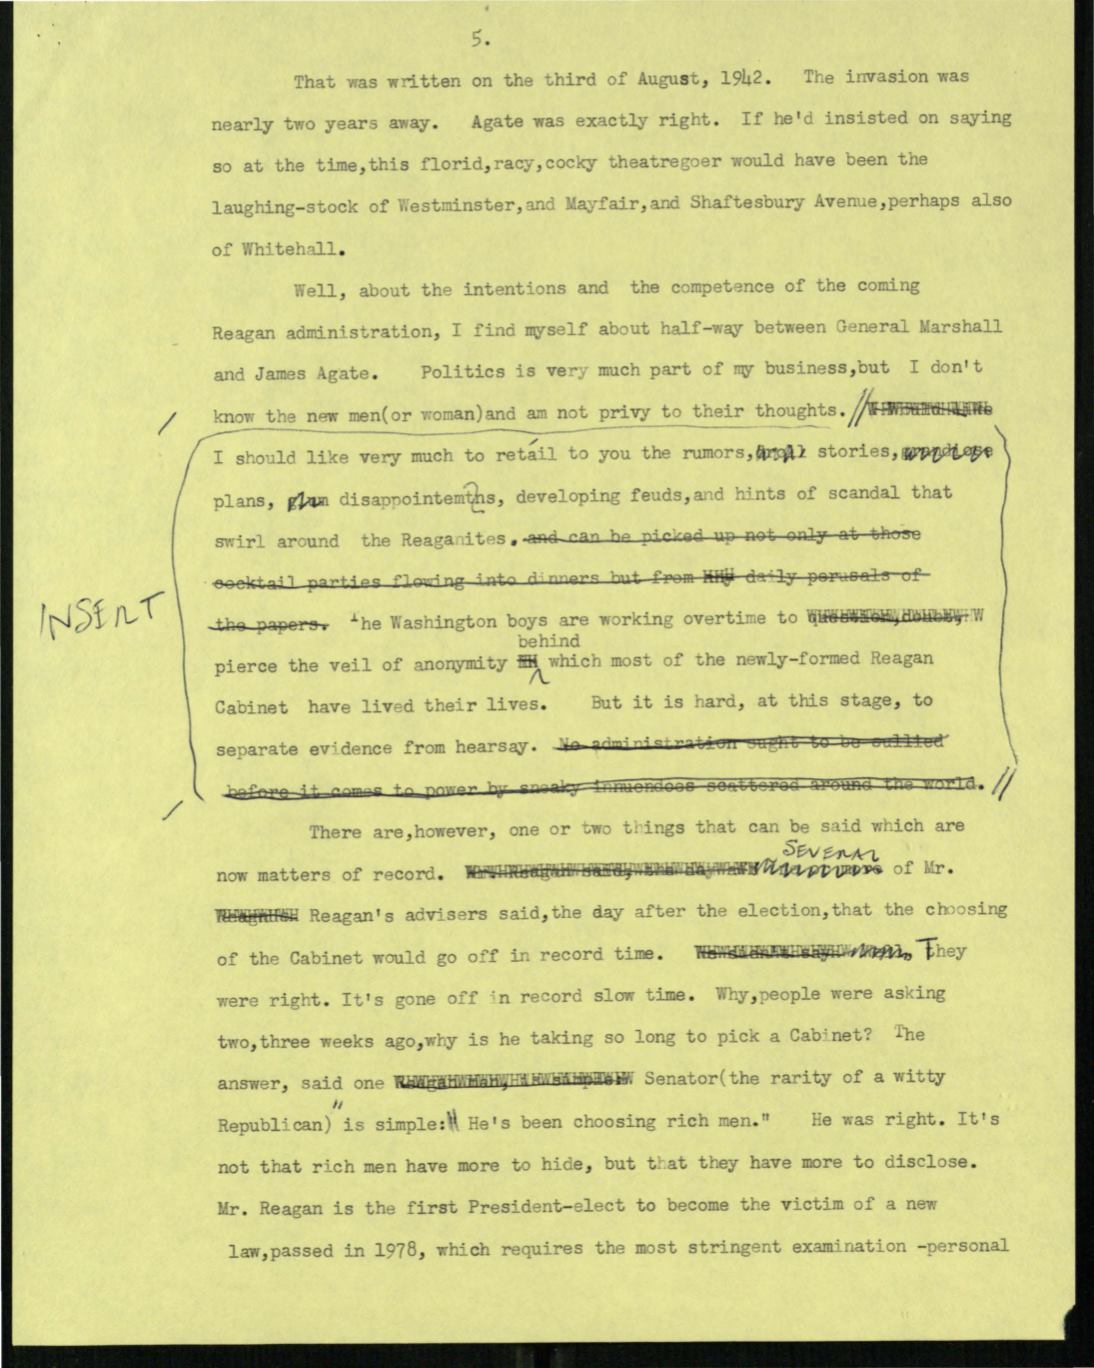 5.
That was written on the third of August, 1942. The invasion was
nearly two years away. Agate was exactly right. If he'd insisted on saying
so at the time,this florid,racy,cocky theatregoer would have been the
laughing-stock of Westminster,and Mayfair,and Shaftesbury Avenue,perhaps also
of Whitehall.
Well, about the intentions and the competence of the coming
Reagan administration, I find myself about half-way between General Marshall
and James Agate. Politics is very much part of my business,but I don't
know the new men(or woman)and am not privy to their thoughts. //
I should like very much to retail to you the rumors, droll stories, grandiose
plans, glum disappointemtns, developing feuds,and hints of scandal that
swirl around the Reaganites. and can be picked up not only at those
cocktail parties flowing into dinners but from daily perusals of
INSERT
the papers. The Washington boys are working overtime to
behind
pierce the veil of anonymity which most of the newly-formed Reagan
Cabinet have lived their lives. But it is hard, at this stage, to
separate evidence from hearsay. No administration ought to be sullied
before it comes to power by sneaky innuendoes scattered around the world. //
There are,however, one or two things that can be said which are
SEVERAL
now matters of record. of Mr.
Reagan's advisers said,the day after the election,that the choosing
of the Cabinet would go off in record time. They
were right. It's gone off in record slow time. Why,people were asking
two,three weeks ago,why is he taking so long to pick a Cabinet? The
answer, said one Senator(the rarity of a witty
Republican)" is simple:" He's been choosing rich men." He was right. It's
not that rich men have more to hide, but that they have more to disclose.
Mr. Reagan is the first President-elect to become the victim of a new
law,passed in 1978, which requires the most stringent examination -personal